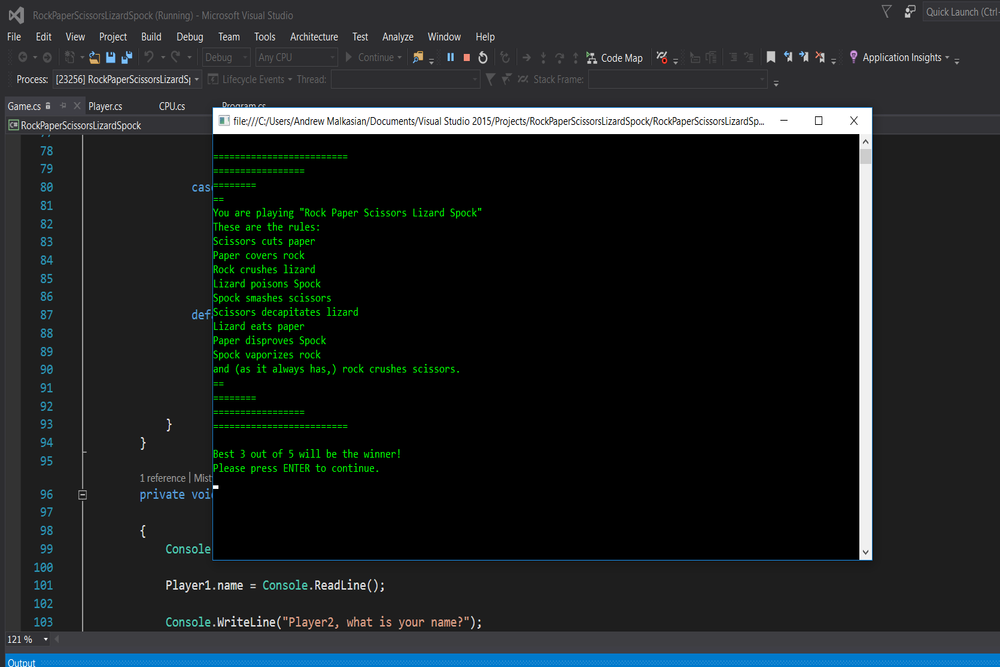 RockPaperScissorsLizardSpock (Running) - Microsoft Visual Studio
Quick Launch (Ctrl-
File Edit View Project Build Debug Team Tools Architecture Test Analyze Window Help
Debug Any CPU Continue Code Map Application Insights
Process: [23256] RockPaperScissorsLizardSp Lifecycle Events Thread: Stack Frame:
Game.cs Player.cs CPU.cs Program.cs
RockPaperScissorsLizardSpock
file:///C:/Users/Andrew Malkasian/Documents/Visual Studio 2015/Projects/RockPaperScissorsLizardSpock/RockPaperScissorsLizardSp...
=========================
=================
========
==
You are playing "Rock Paper Scissors Lizard Spock"
These are the rules:
Scissors cuts paper
Paper covers rock
Rock crushes lizard
Lizard poisons Spock
Spock smashes scissors
Scissors decapitates lizard
Lizard eats paper
Paper disproves Spock
Spock vaporizes rock
and (as it always has,) rock crushes scissors.
==
========
=================
=========================
Best 3 out of 5 will be the winner!
Please press ENTER to continue.
78
79
80 case
81
82
83
84
85
86
87 def
88
89
90
91
92
93 }
94 }
95
1 reference | Mist
96 private voi
97
98 {
99 Console
100
101 Player1.name = Console.ReadLine();
102
103 Console.WriteLine("Player2, what is your name?");
121 %
Output